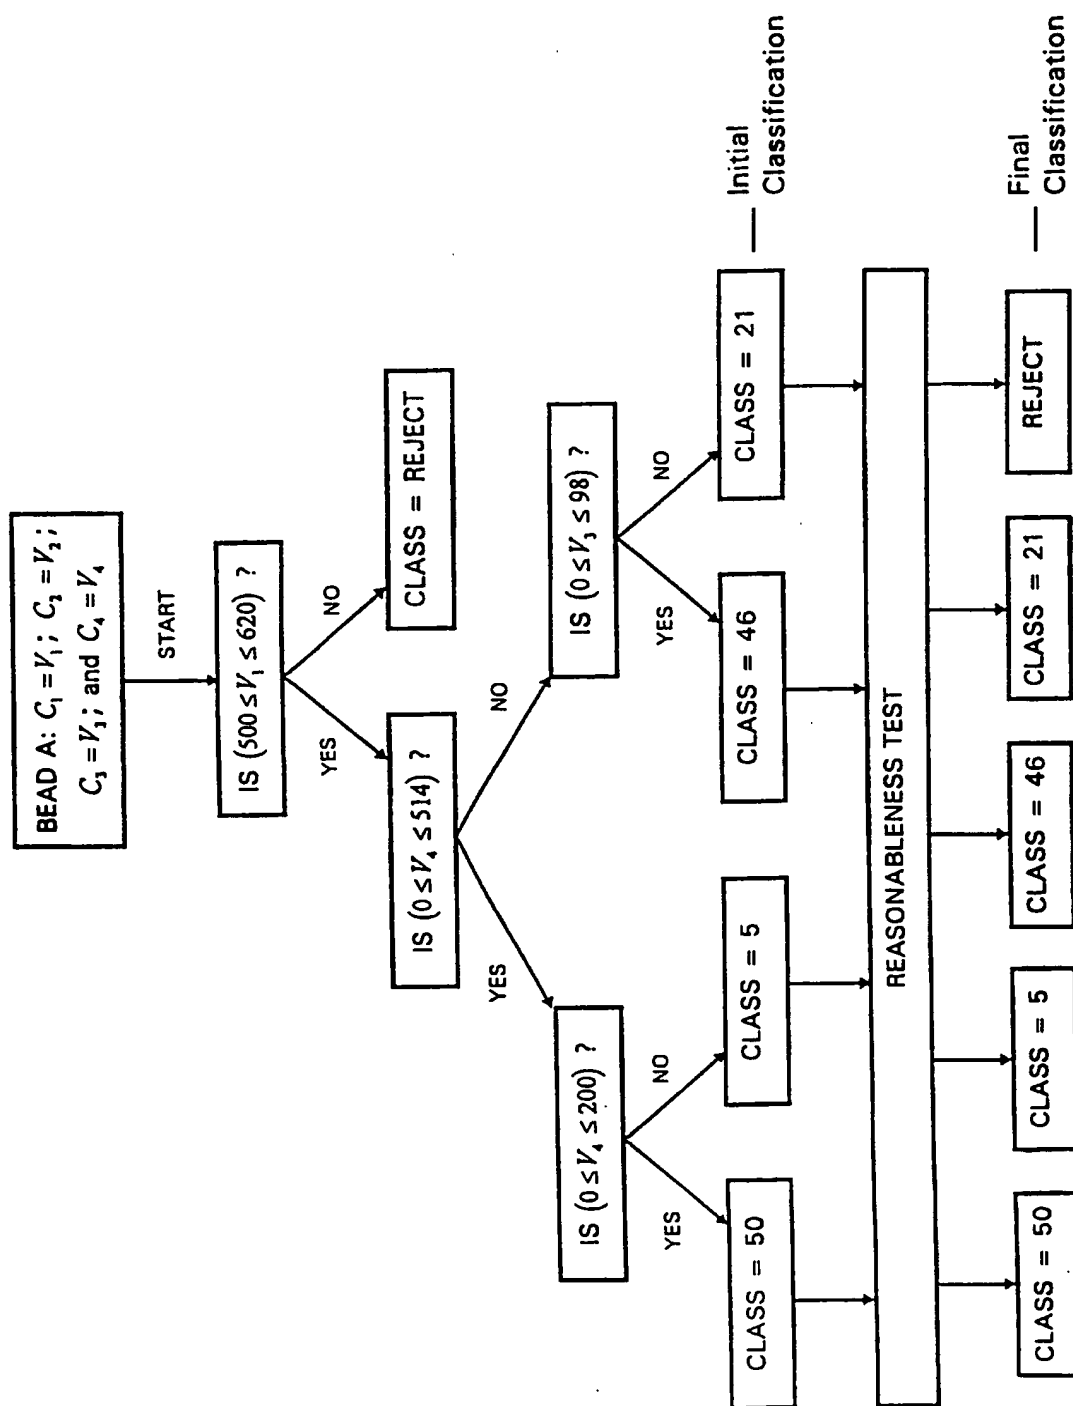 BEAD A: C₁ = V₁; C₂ = V₂;
C₃ = V₃; and C₄ = V₄
START
IS (500 ≤ V₁ ≤ 620) ?
YES
NO
IS (0 ≤ V₄ ≤ 514) ?
CLASS = REJECT
YES
NO
IS (0 ≤ V₄ ≤ 200) ?
IS (0 ≤ V₃ ≤ 98) ?
YES
NO
YES
NO
CLASS = 50
CLASS = 5
CLASS = 46
CLASS = 21
Initial
Classification
REASONABLENESS TEST
CLASS = 50
CLASS = 5
CLASS = 46
CLASS = 21
REJECT
Final
Classification